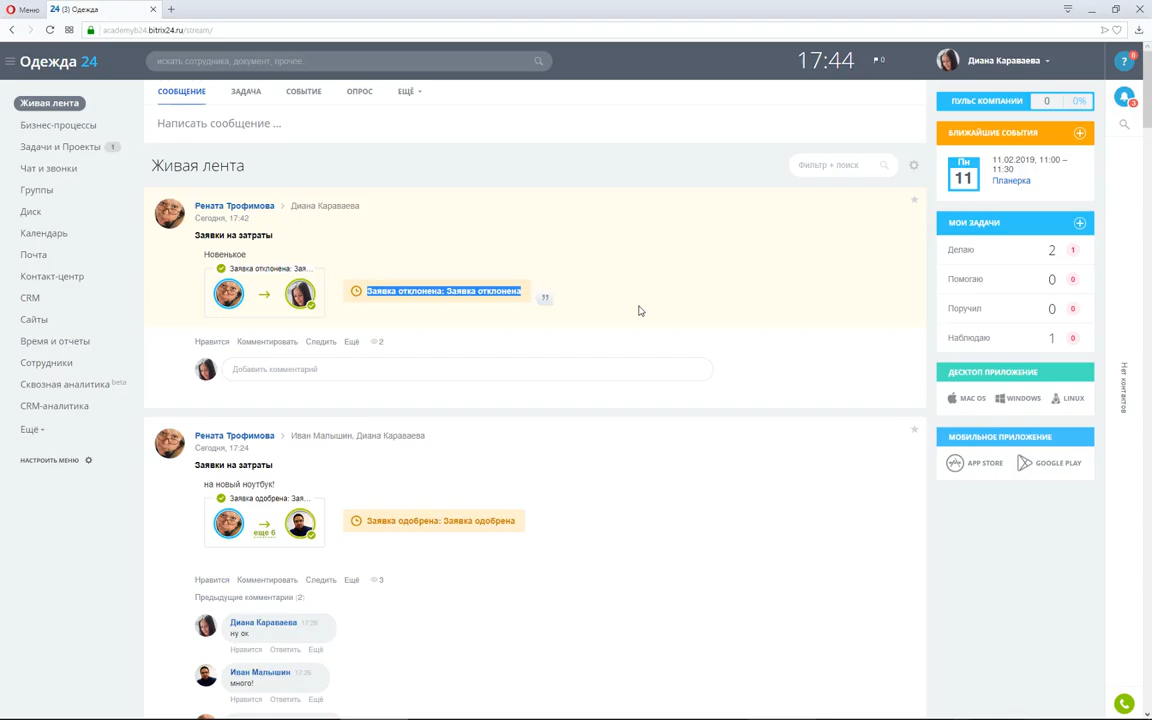 Меню
24 (3) Одежда
academyb24.bitrix24.ru/stream/
Одежда 24
искать сотрудника, документ, прочее...
17:44
0
Диана Караваева
?
8
3
Живая лента
Бизнес-процессы
Задачи и Проекты 1
Чат и звонки
Группы
Диск
Календарь
Почта
Контакт-центр
CRM
Сайты
Время и отчеты
Сотрудники
Сквозная аналитика beta
CRM-аналитика
Ещё
НАСТРОИТЬ МЕНЮ
СООБЩЕНИЕ
ЗАДАЧА
СОБЫТИЕ
ОПРОС
ЕЩЁ
Написать сообщение ...
Живая лента
Фильтр + поиск
Рената Трофимова
Диана Караваева
Сегодня, 17:42
Заявки на затраты
Новенькое
Заявка отклонена: Зая...
Заявка отклонена: Заявка отклонена
Нравится Комментировать Следить Ещё 2
Добавить комментарий
Рената Трофимова
Иван Малышин, Диана Караваева
Сегодня, 17:24
Заявки на затраты
на новый ноутбук!
Заявка одобрена: Зая...
еще 6
Заявка одобрена: Заявка одобрена
Нравится Комментировать Следить Ещё 3
Предыдущие комментарии (2)
Диана Караваева
ну ок
Нравится Ответить Ещё
Иван Малышин
много!
Нравится Ответить Ещё
ПУЛЬС КОМПАНИИ 0 0%
БЛИЖАЙШИЕ СОБЫТИЯ
Пн
11
11.02.2019, 11:00 –
11:30
Планерка
МОИ ЗАДАЧИ
Делаю 2 1
Помогаю 0 0
Поручил 0 0
Наблюдаю 1 0
ДЕСКТОП ПРИЛОЖЕНИЕ
MAC OS WINDOWS LINUX
МОБИЛЬНОЕ ПРИЛОЖЕНИЕ
APP STORE GOOGLE PLAY
Нет контактов